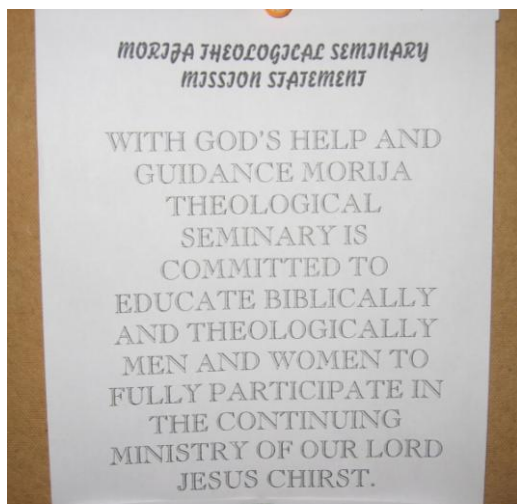 MORIJA THEOLOGICAL SEMINARY
MISSION STATEMENT
WITH GOD'S HELP AND
GUIDANCE MORIJA
THEOLOGICAL
SEMINARY IS
COMMITTED TO
EDUCATE BIBLICALLY
AND THEOLOGICALLY
MEN AND WOMEN TO
FULLY PARTICIPATE IN
THE CONTINUING
MINISTRY OF OUR LORD
JESUS CHIRST.